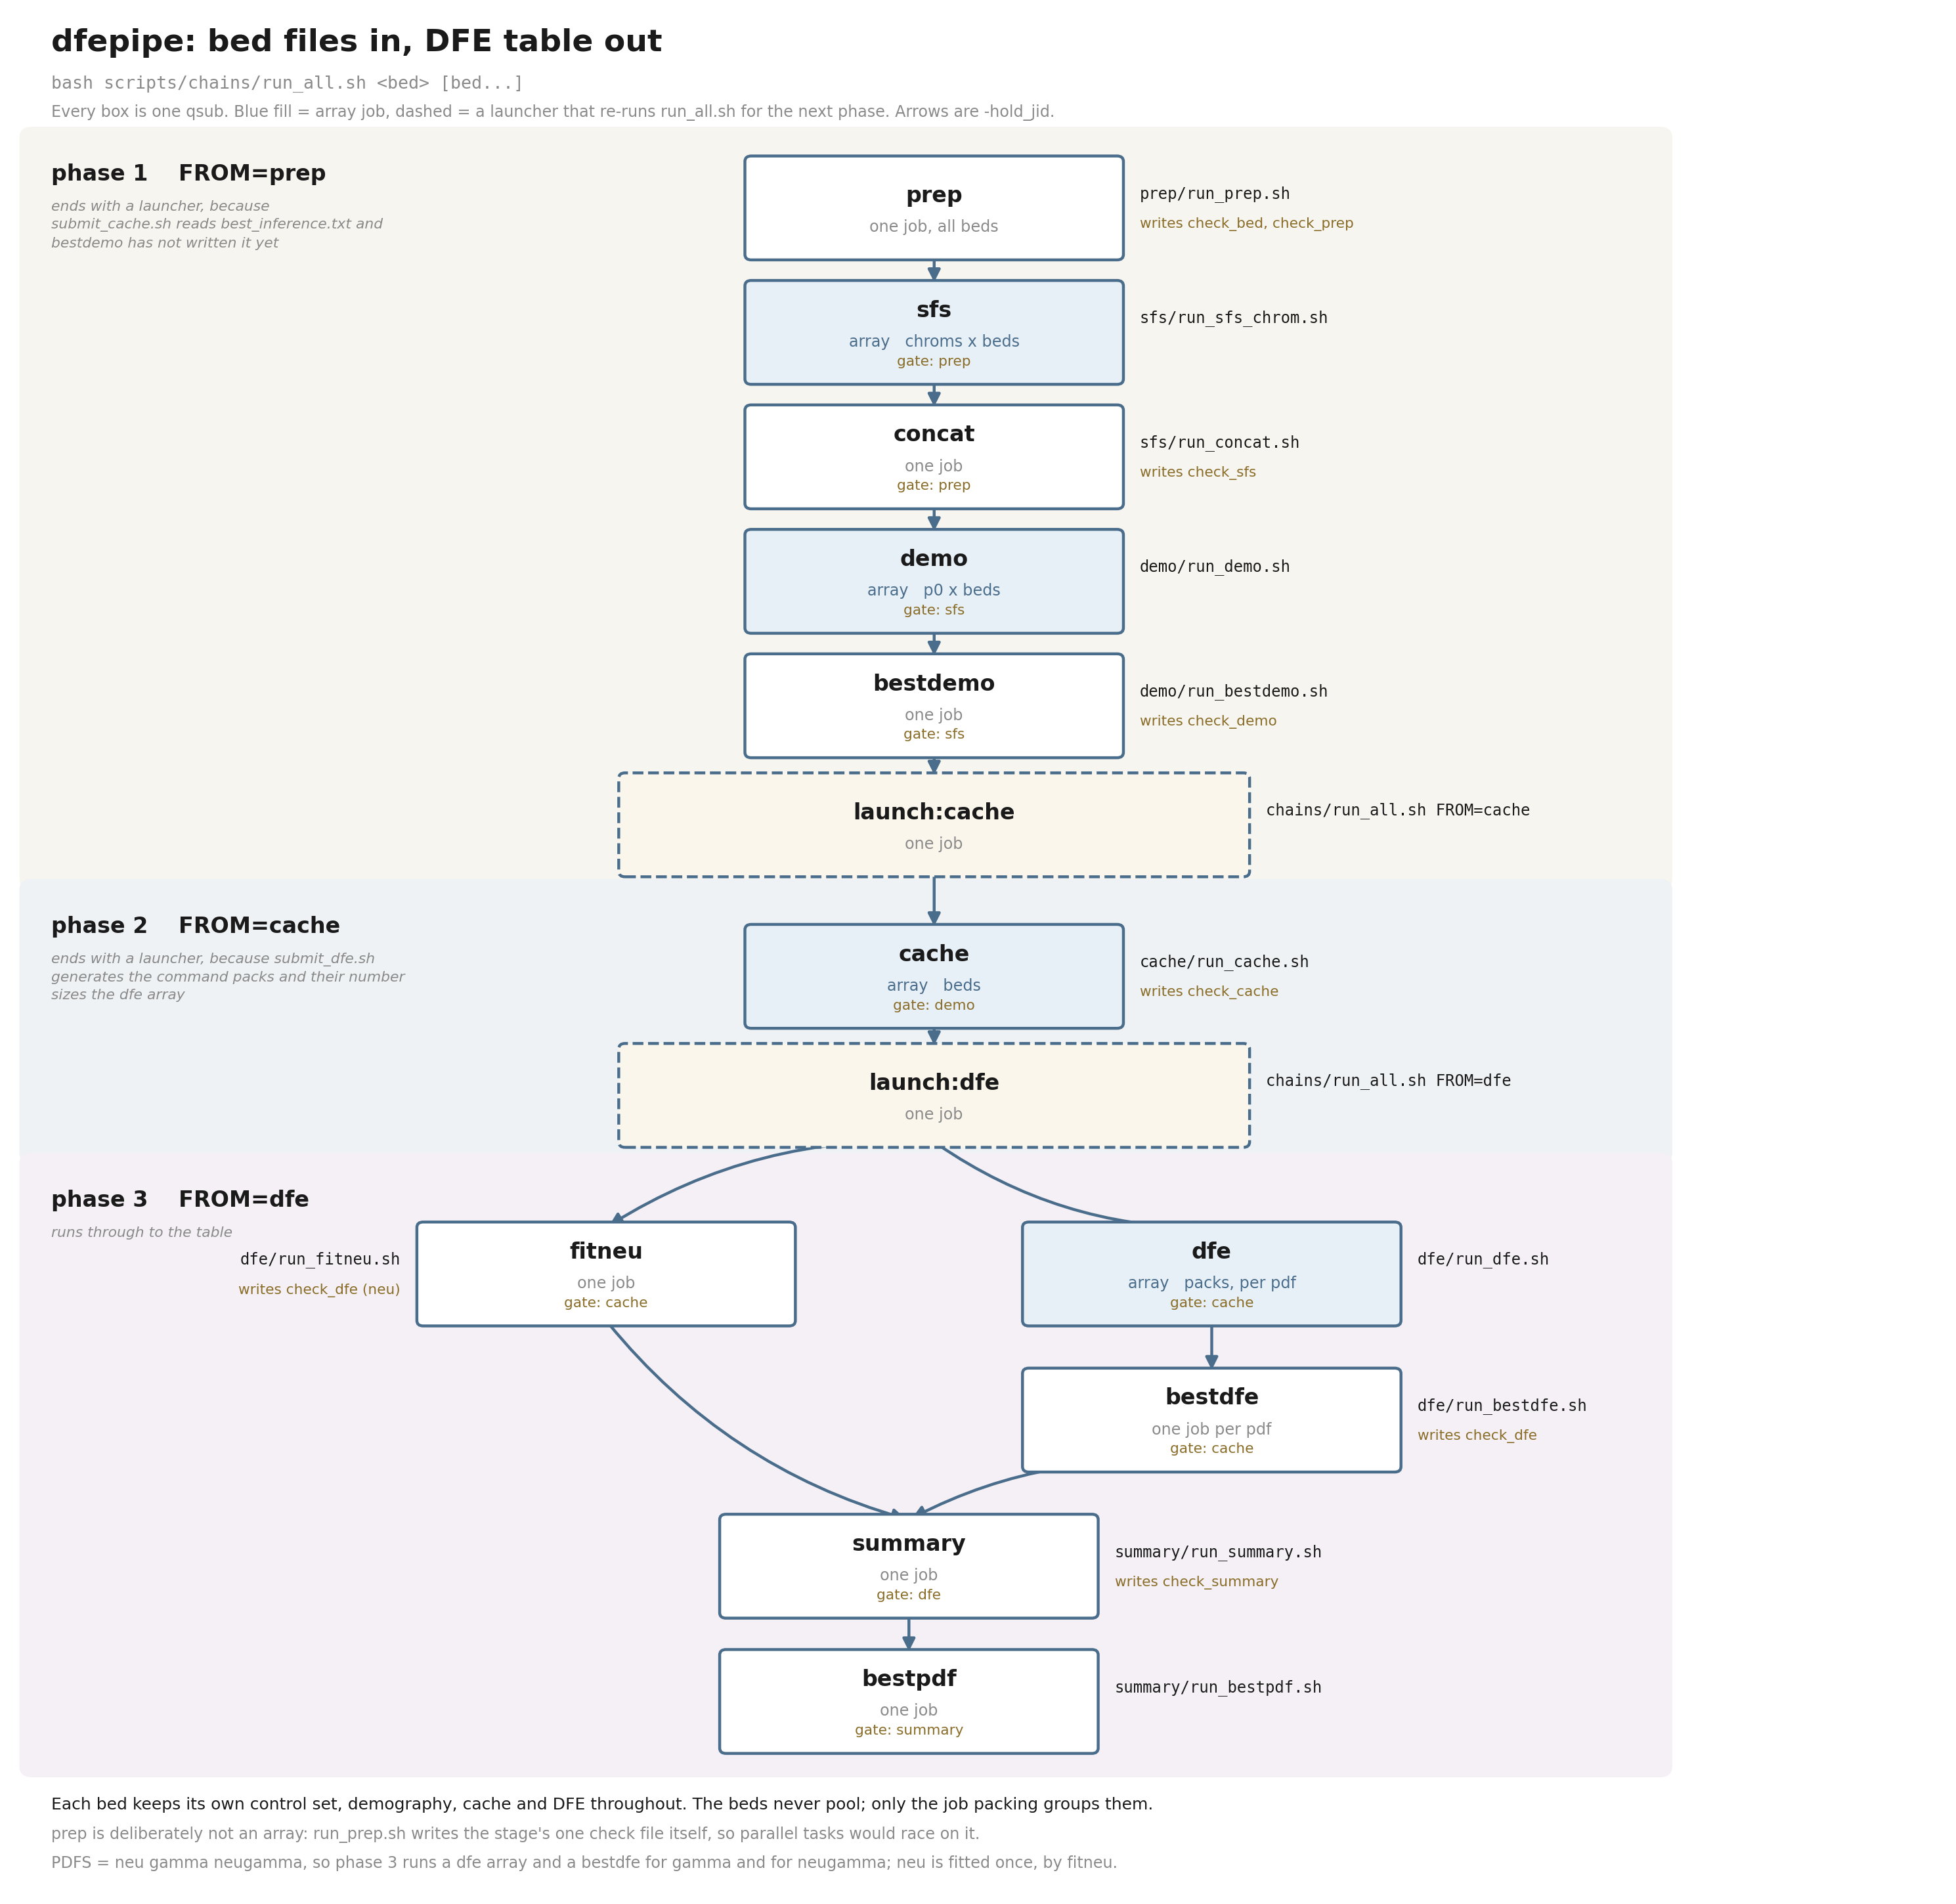 dfepipe: bed files in, DFE table out
bash scripts/chains/run_all.sh <bed> [bed...]
Every box is one qsub. Blue fill = array job, dashed = a launcher that re-runs run_all.sh for the next phase. Arrows are -hold_jid.
phase 1 FROM=prep
ends with a launcher, because
submit_cache.sh reads best_inference.txt and
bestdemo has not written it yet
prep
one job, all beds
prep/run_prep.sh
writes check_bed, check_prep
sfs
array chroms x beds
gate: prep
sfs/run_sfs_chrom.sh
concat
one job
gate: prep
sfs/run_concat.sh
writes check_sfs
demo
array p0 x beds
gate: sfs
demo/run_demo.sh
bestdemo
one job
gate: sfs
demo/run_bestdemo.sh
writes check_demo
launch:cache
one job
chains/run_all.sh FROM=cache
phase 2 FROM=cache
ends with a launcher, because submit_dfe.sh
generates the command packs and their number
sizes the dfe array
cache
array beds
gate: demo
cache/run_cache.sh
writes check_cache
launch:dfe
one job
chains/run_all.sh FROM=dfe
phase 3 FROM=dfe
runs through to the table
dfe/run_fitneu.sh
writes check_dfe (neu)
fitneu
one job
gate: cache
dfe
array packs, per pdf
gate: cache
dfe/run_dfe.sh
bestdfe
one job per pdf
gate: cache
dfe/run_bestdfe.sh
writes check_dfe
summary
one job
gate: dfe
summary/run_summary.sh
writes check_summary
bestpdf
one job
gate: summary
summary/run_bestpdf.sh
Each bed keeps its own control set, demography, cache and DFE throughout. The beds never pool; only the job packing groups them.
prep is deliberately not an array: run_prep.sh writes the stage's one check file itself, so parallel tasks would race on it.
PDFS = neu gamma neugamma, so phase 3 runs a dfe array and a bestdfe for gamma and for neugamma; neu is fitted once, by fitneu.